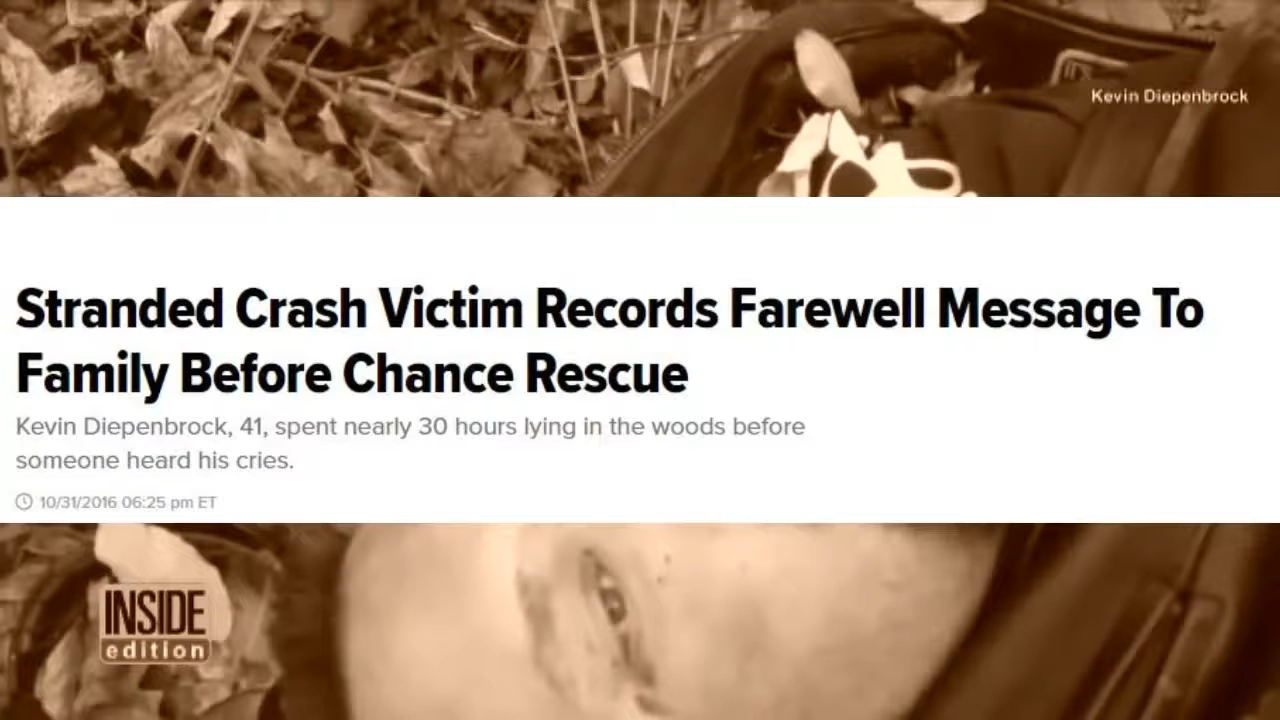 Kevin Diepenbrock
Stranded Crash Victim Records Farewell Message To
Family Before Chance Rescue
Kevin Diepenbrock, 41, spent nearly 30 hours lying in the woods before
someone heard his cries.
10/31/2016 06:25 pm ET
INSIDE
edition